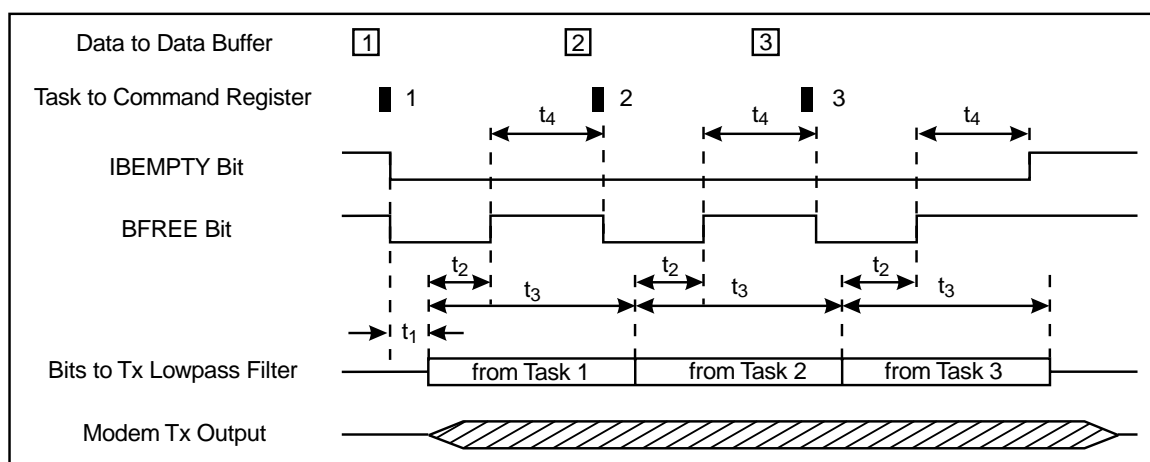 Data to Data Buffer 1 2 3
Task to Command Register 1 2 3
t4 t4 t4
IBEMPTY Bit
BFREE Bit
t2 t2 t2
t3 t3 t3
t1
Bits to Tx Lowpass Filter from Task 1 from Task 2 from Task 3
Modem Tx Output